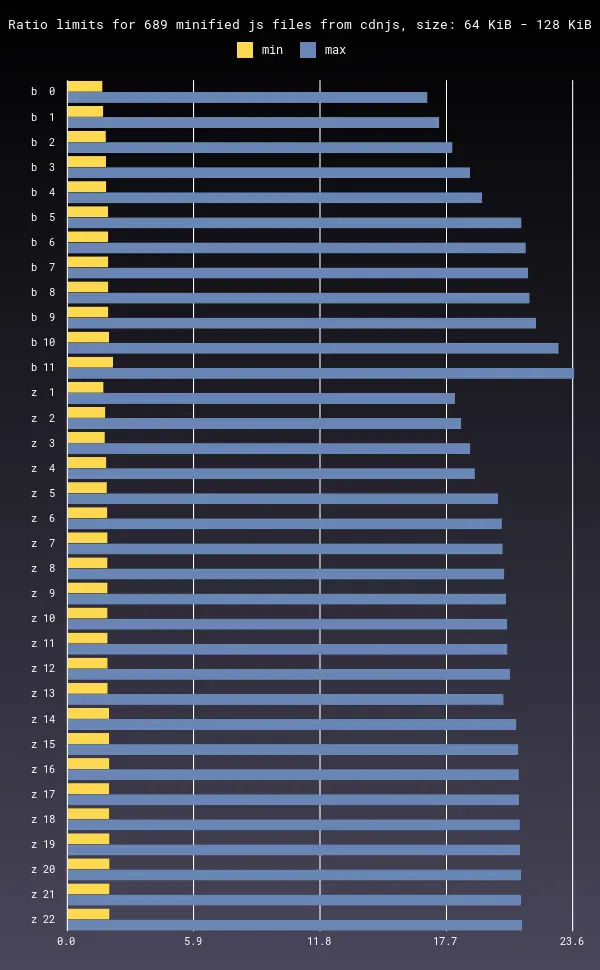 Ratio limits for 689 minified js files from cdnjs, size: 64 KiB - 128 KiB
min max
b 0
b 1
b 2
b 3
b 4
b 5
b 6
b 7
b 8
b 9
b 10
b 11
z 1
z 2
z 3
z 4
z 5
z 6
z 7
z 8
z 9
z 10
z 11
z 12
z 13
z 14
z 15
z 16
z 17
z 18
z 19
z 20
z 21
z 22
0.0 5.9 11.8 17.7 23.6